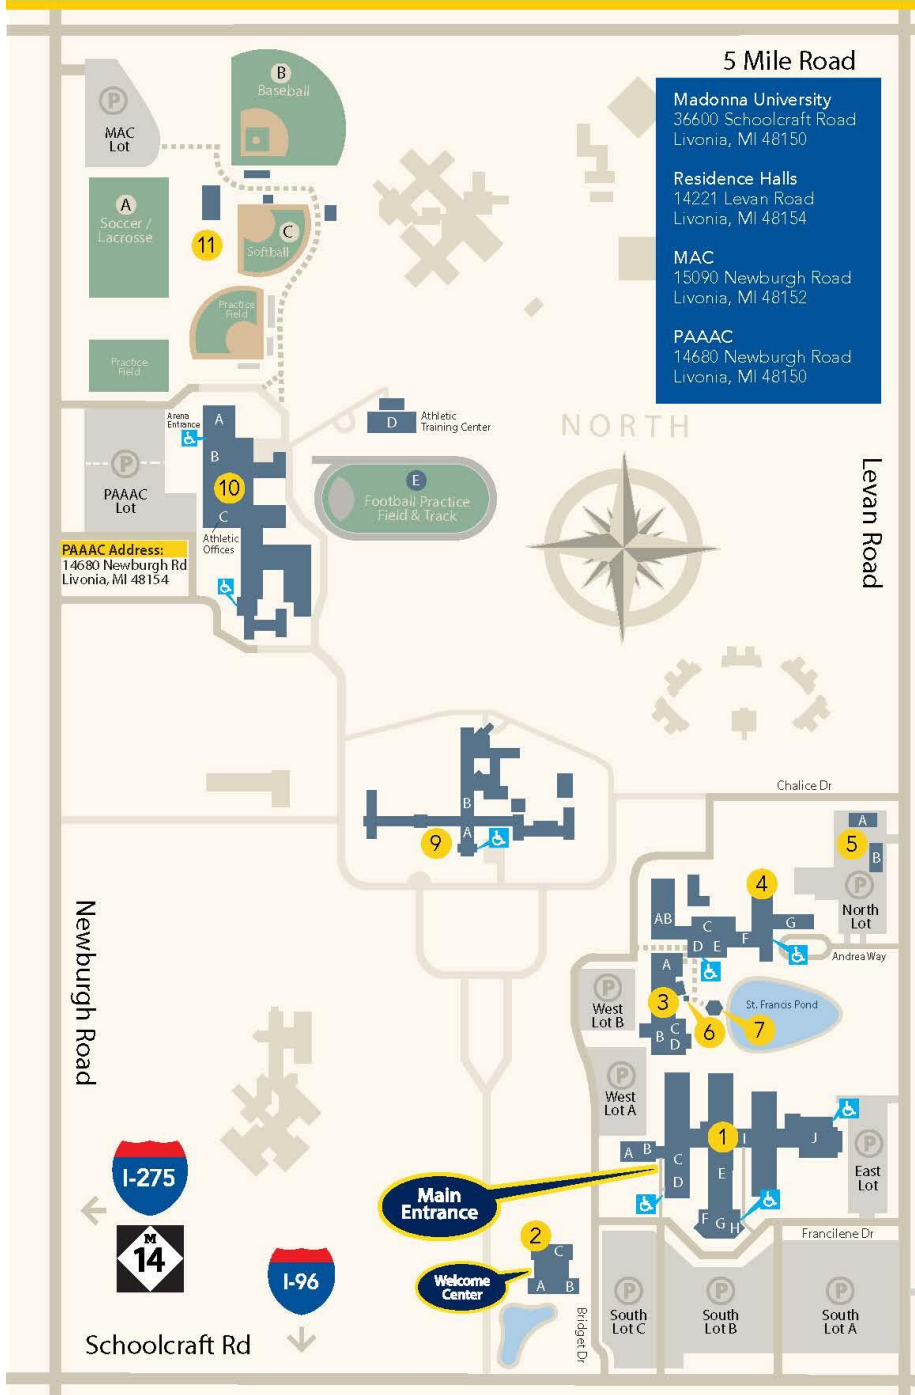 5 Mile Road
Madonna University
36600 Schoolcraft Road
Livonia, MI 48150
Residence Halls
14221 Levan Road
Livonia, MI 48154
MAC
15090 Newburgh Road
Livonia, MI 48152
PAAAC
14680 Newburgh Road
Livonia, MI 48150
P
MAC
Lot
B
Baseball
A
Soccer /
Lacrosse
11
C
Softball
Practice
Field
Practice
Field
Arena
Entrance
A
B
10
C
Athletic
Offices
P
PAAAC
Lot
PAAAC Address:
14680 Newburgh Rd
Livonia, MI 48154
D
Athletic
Training Center
E
Football Practice
Field & Track
NORTH
Levan Road
Chalice Dr
B
A
9
5
A
B
P
North
Lot
Andrea Way
4
AB
C
D E
F
G
A
3
B
C
D
6
7
St. Francis Pond
P
West
Lot B
P
West
Lot A
1
A B
C
D
E
F
G
H
I
J
P
East
Lot
Francilene Dr
Main
Entrance
2
C
A B
Welcome
Center
Bridget Dr
P
South
Lot C
P
South
Lot B
P
South
Lot A
Newburgh Road
I-275
M
14
I-96
Schoolcraft Rd